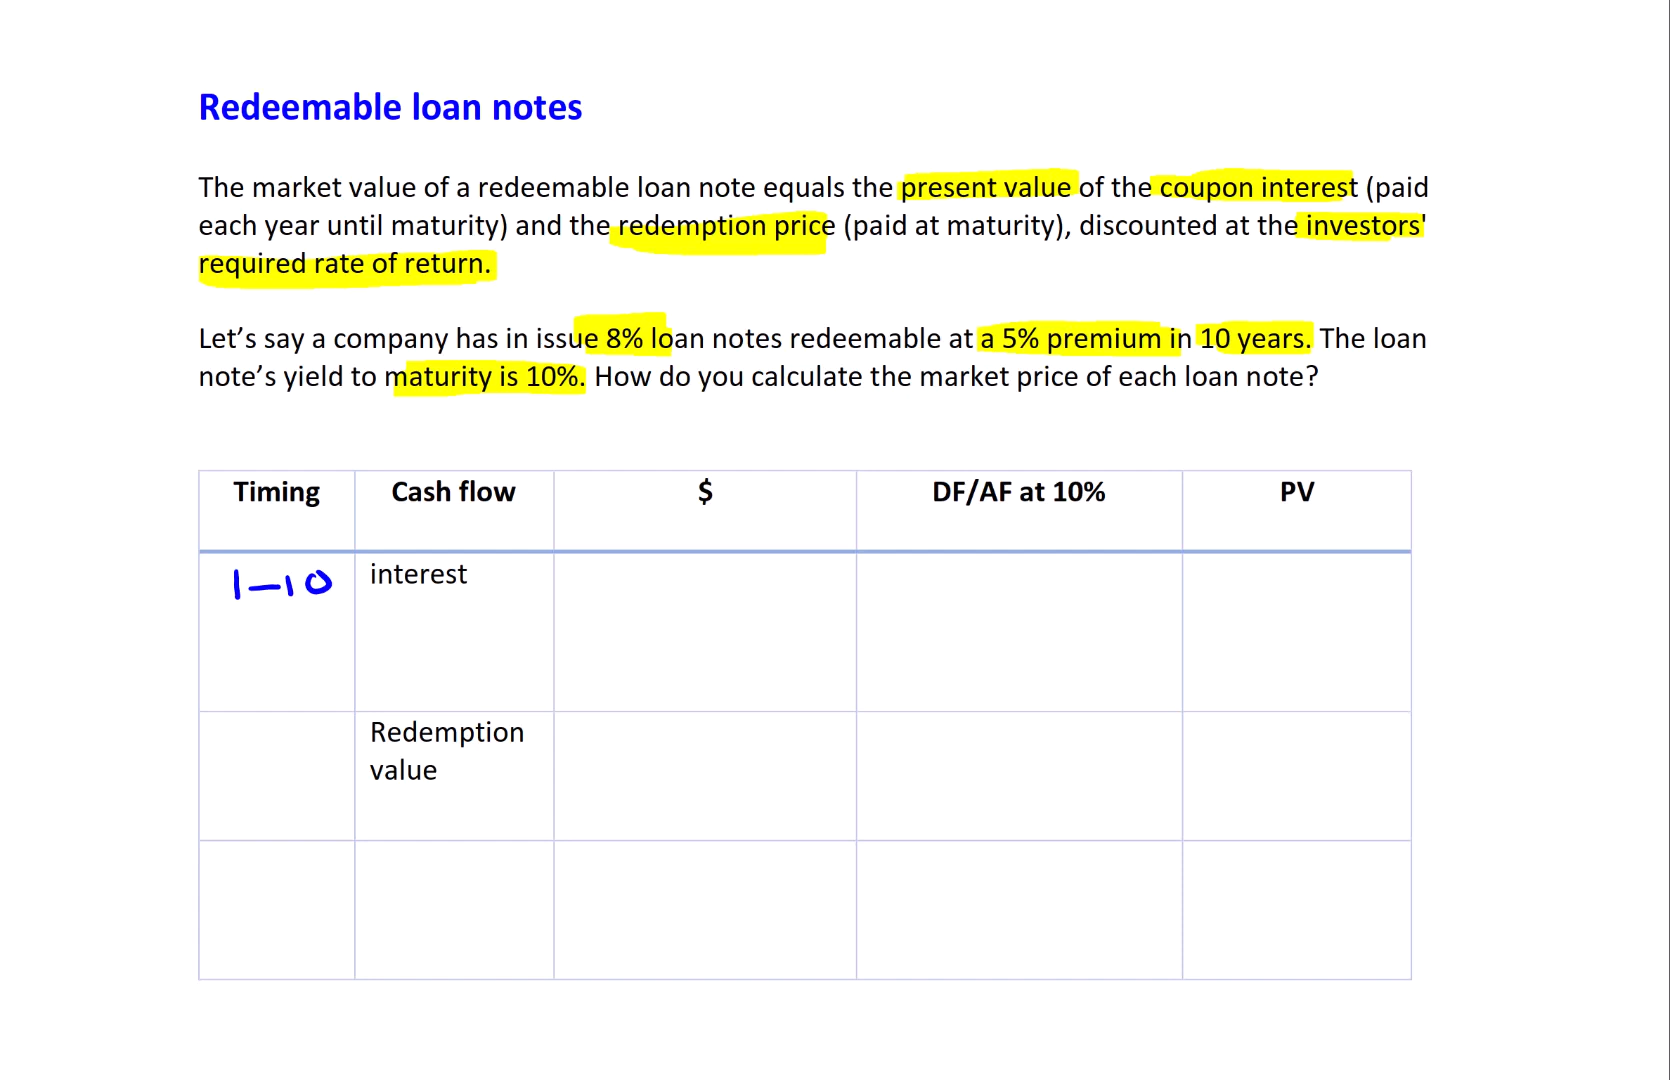 Redeemable loan notes
The market value of a redeemable loan note equals the present value of the coupon interest (paid
each year until maturity) and the redemption price (paid at maturity), discounted at the investors'
required rate of return.
Let’s say a company has in issue 8% loan notes redeemable at a 5% premium in 10 years. The loan
note’s yield to maturity is 10%. How do you calculate the market price of each loan note?
Timing Cash flow $ DF/AF at 10% PV
1–10 interest
Redemption
value